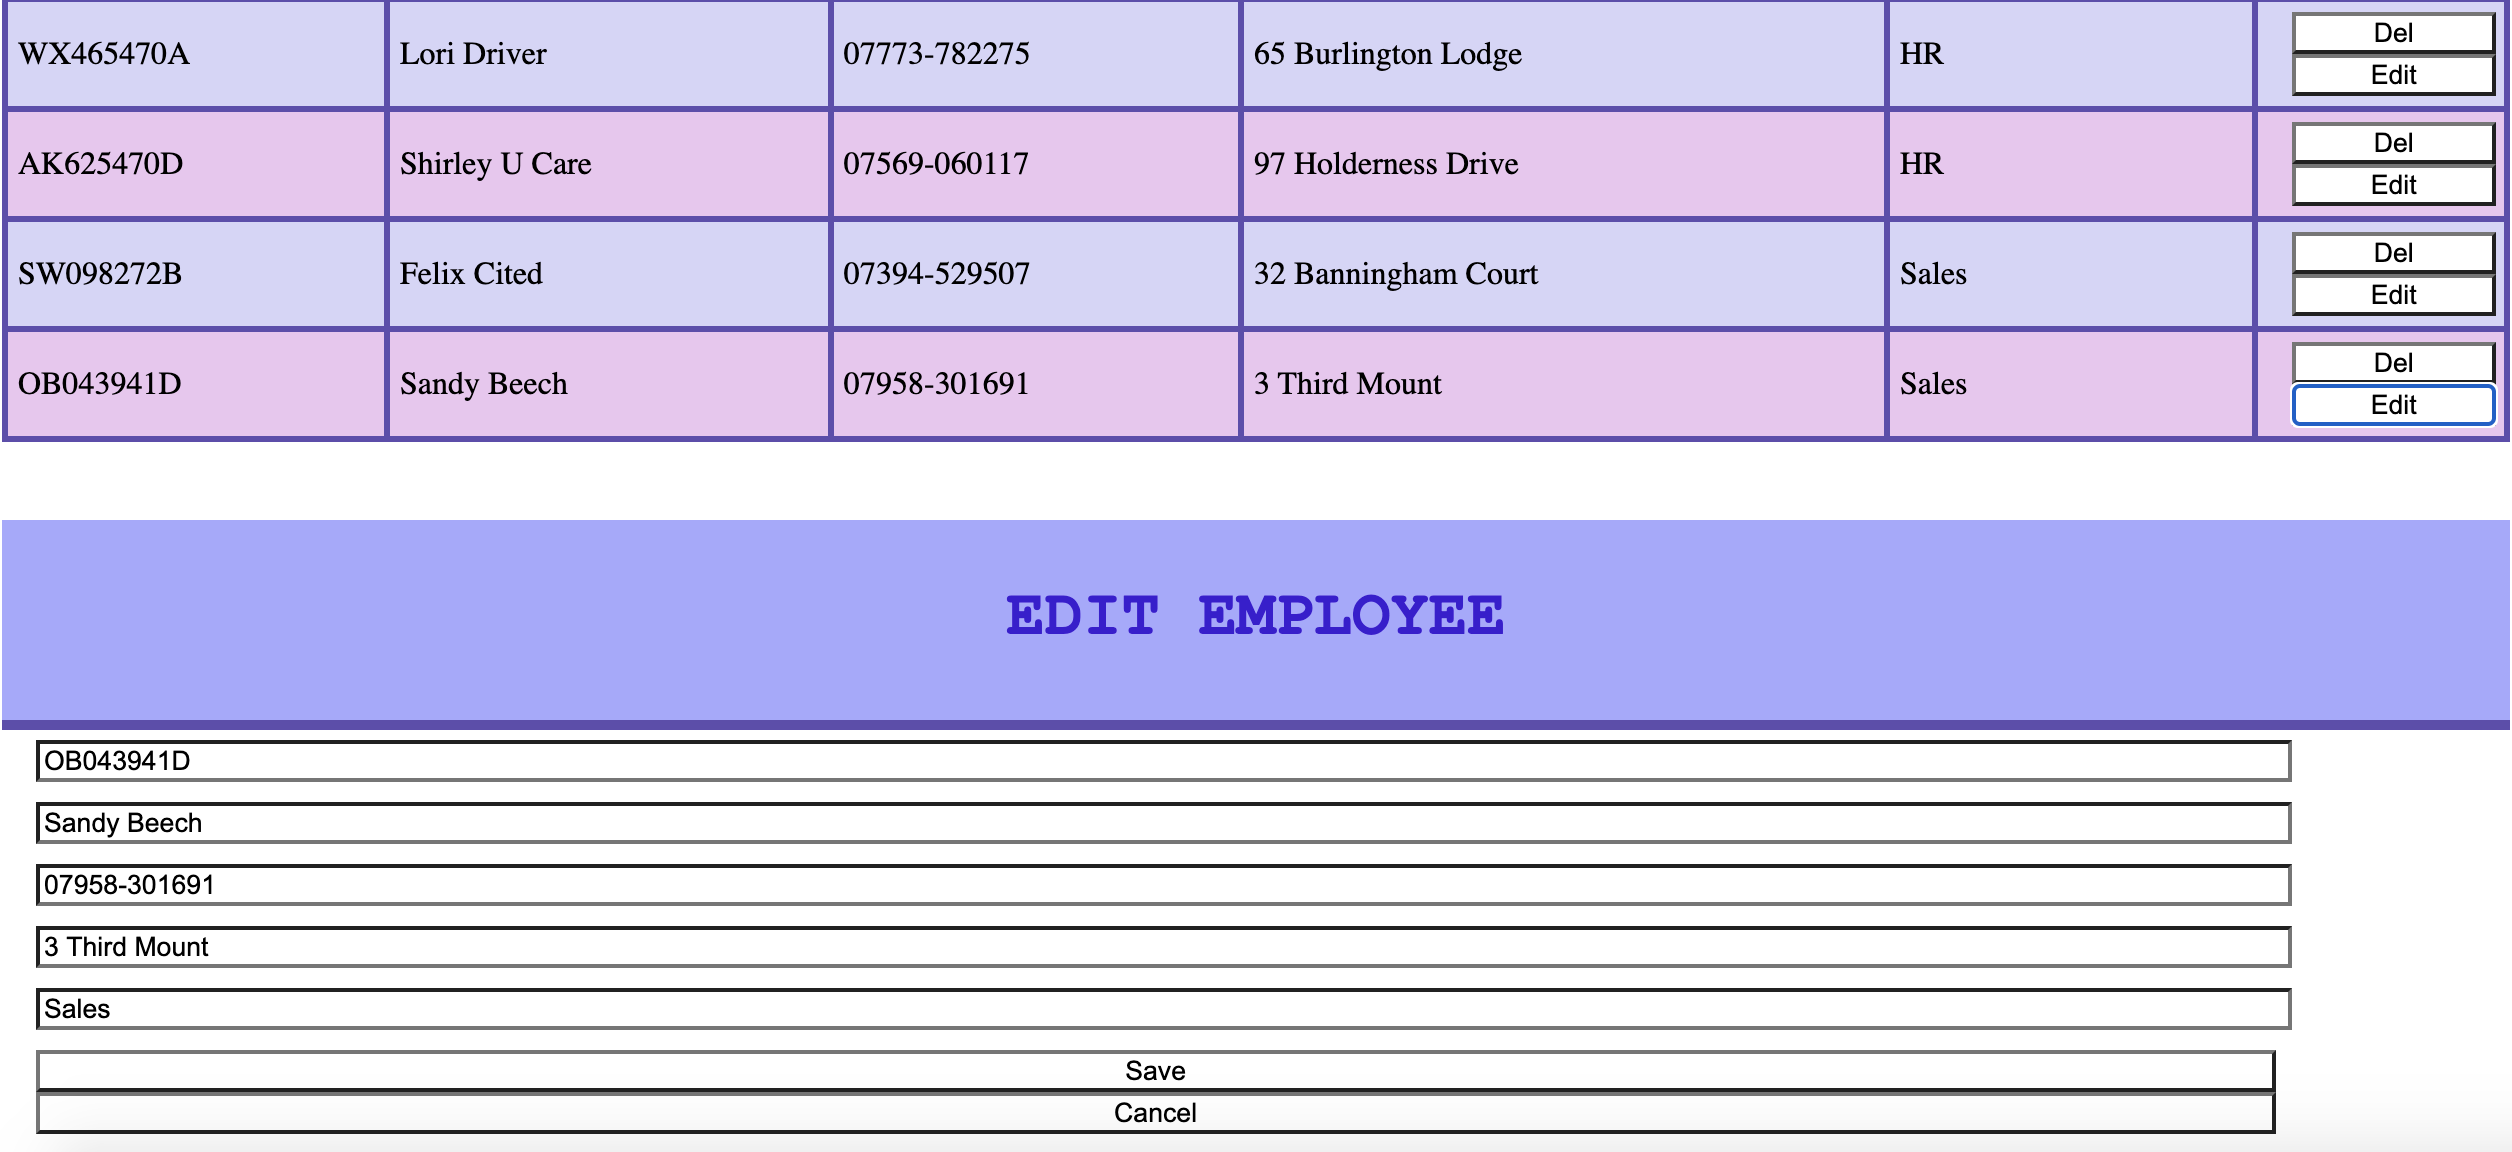 WX465470A Lori Driver 07773-782275 65 Burlington Lodge HR Del
Edit
AK625470D Shirley U Care 07569-060117 97 Holderness Drive HR Del
Edit
SW098272B Felix Cited 07394-529507 32 Banningham Court Sales Del
Edit
OB043941D Sandy Beech 07958-301691 3 Third Mount Sales Del
Edit
EDIT EMPLOYEE
OB043941D
Sandy Beech
07958-301691
3 Third Mount
Sales
Save
Cancel